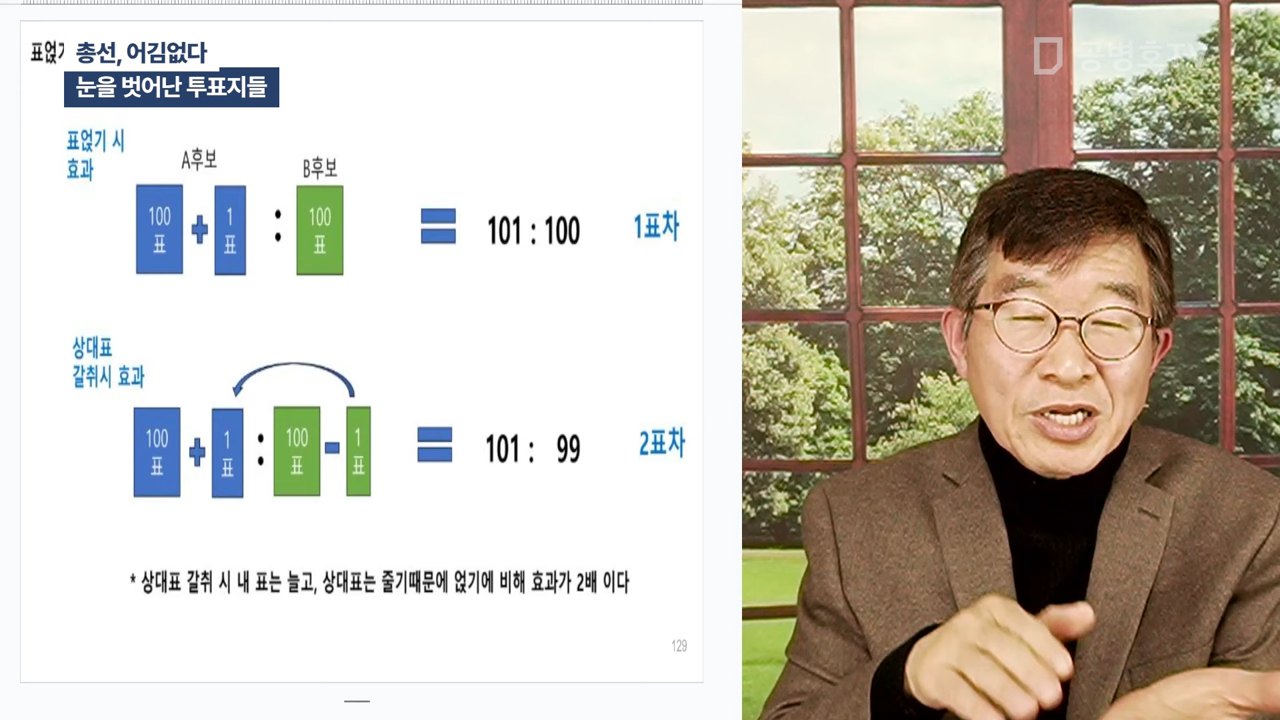 표얹기
총선, 어김없다
눈을 벗어난 투표지들
공병호TV
표얹기 시
효과
A후보
B후보
100
표
1
표
:
100
표
101 : 100
1표차
상대표
갈취시 효과
100
표
1
표
:
100
표
1
표
101 : 99
2표차
* 상대표 갈취 시 내 표는 늘고, 상대표는 줄기때문에 얹기에 비해 효과가 2배 이다
129